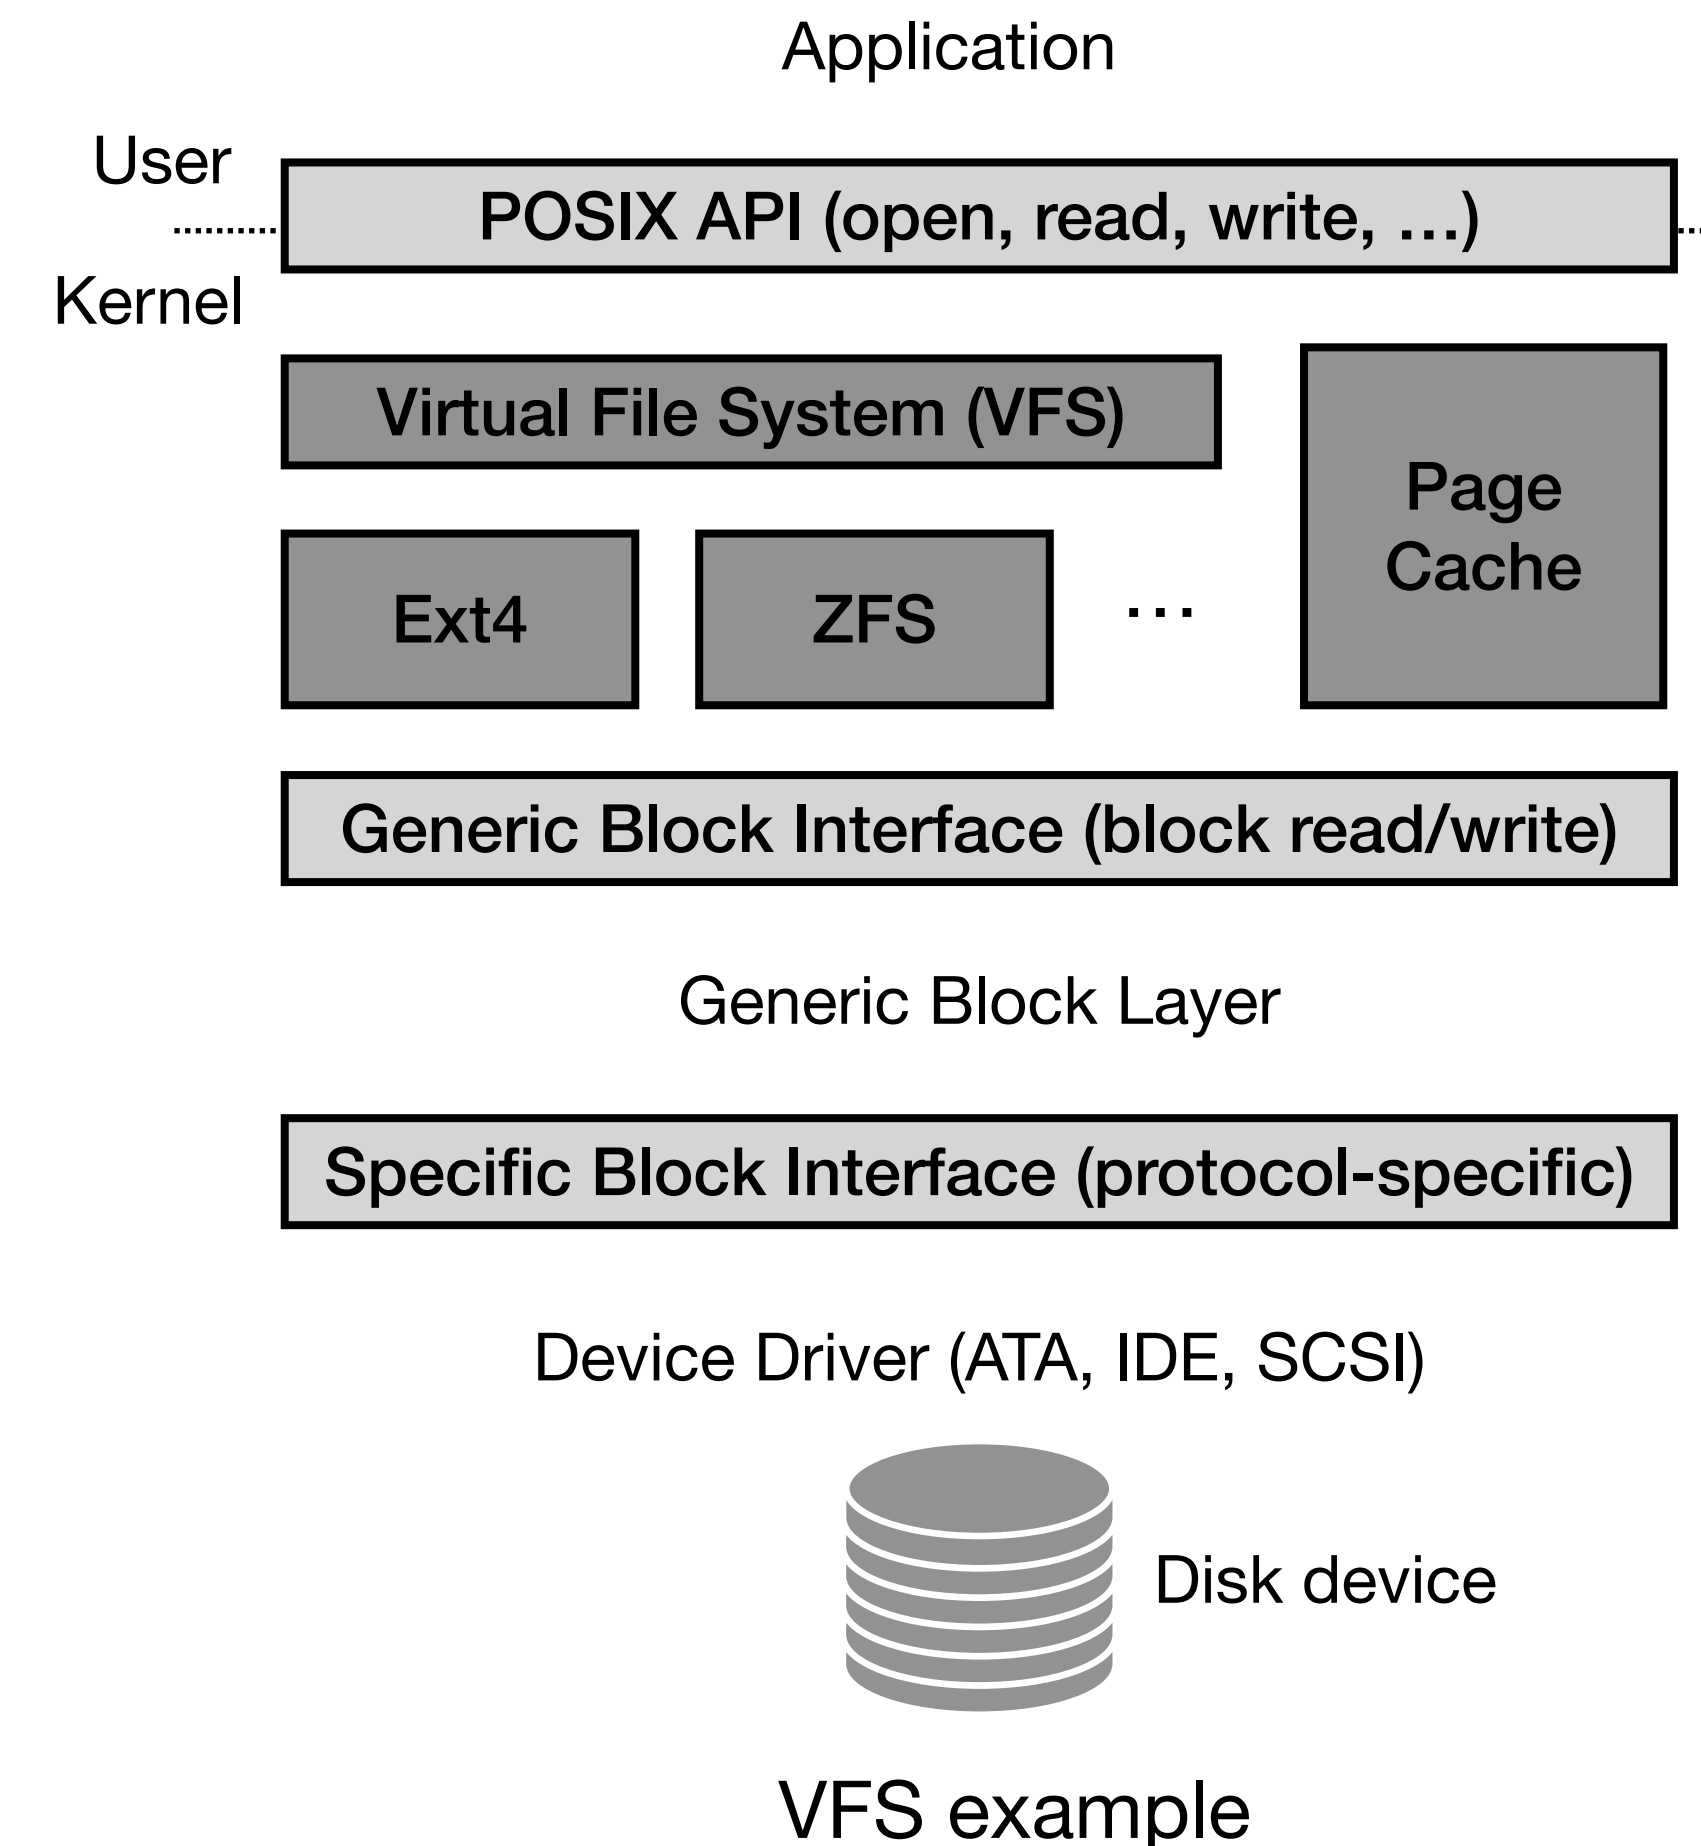 Application
User
POSIX API (open, read, write, …)
Kernel
Virtual File System (VFS)
Page
Cache
Ext4
ZFS
…
Generic Block Interface (block read/write)
Generic Block Layer
Specific Block Interface (protocol-specific)
Device Driver (ATA, IDE, SCSI)
Disk device
VFS example